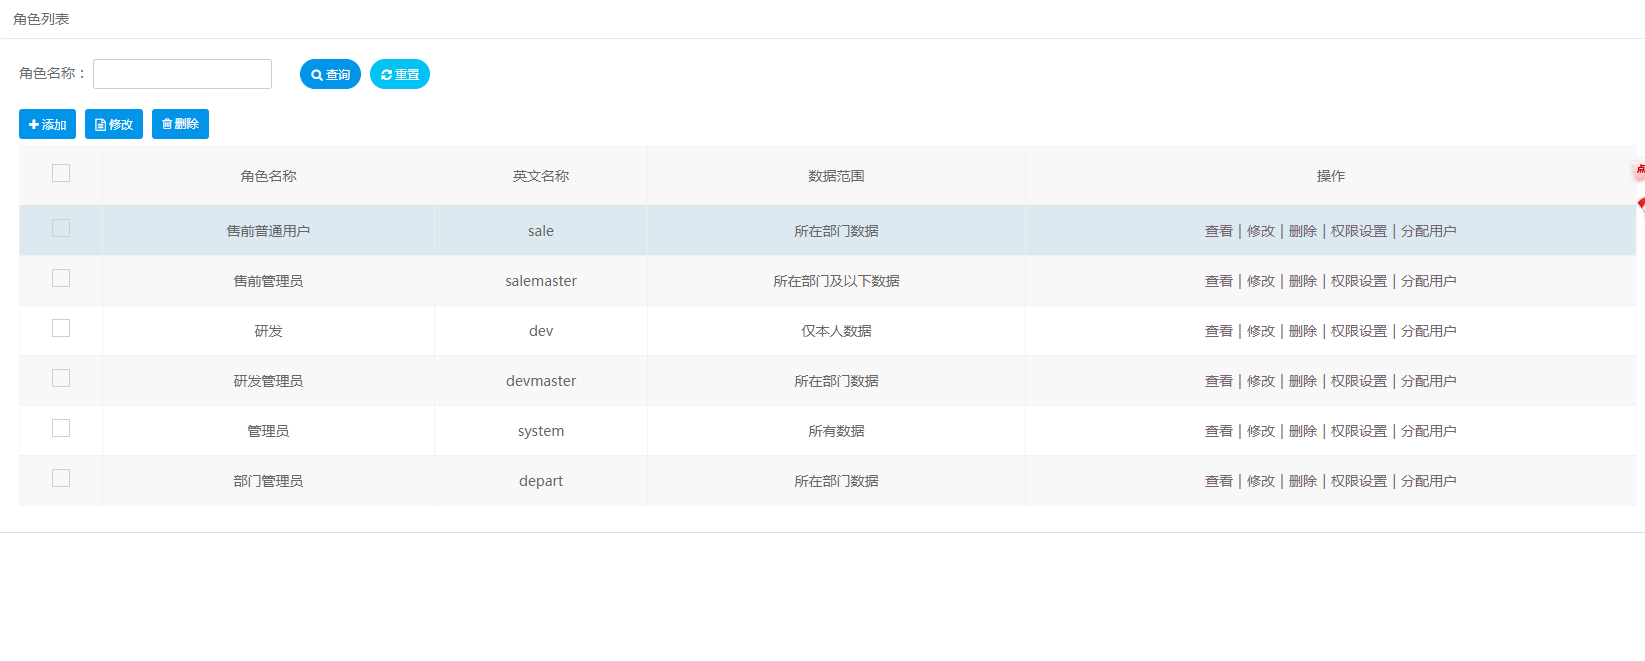 角色列表
角色名称：
查询 重置
添加 修改 删除
角色名称 英文名称 数据范围 操作
售前普通用户 sale 所在部门数据 查看 | 修改 | 删除 | 权限设置 | 分配用户
售前管理员 salemaster 所在部门及以下数据 查看 | 修改 | 删除 | 权限设置 | 分配用户
研发 dev 仅本人数据 查看 | 修改 | 删除 | 权限设置 | 分配用户
研发管理员 devmaster 所在部门数据 查看 | 修改 | 删除 | 权限设置 | 分配用户
管理员 system 所有数据 查看 | 修改 | 删除 | 权限设置 | 分配用户
部门管理员 depart 所在部门数据 查看 | 修改 | 删除 | 权限设置 | 分配用户